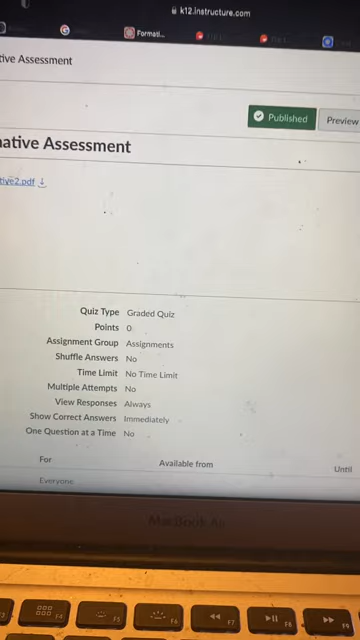 k12.instructure.com
Formati...
tive Assessment
Published
Preview
native Assessment
tive2.pdf
Quiz Type Graded Quiz
Points 0
Assignment Group Assignments
Shuffle Answers No
Time Limit No Time Limit
Multiple Attempts No
View Responses Always
Show Correct Answers Immediately
One Question at a Time No
For Available from Until
Everyone
MacBook Air
F4 F5 F6 F7 F8 F9